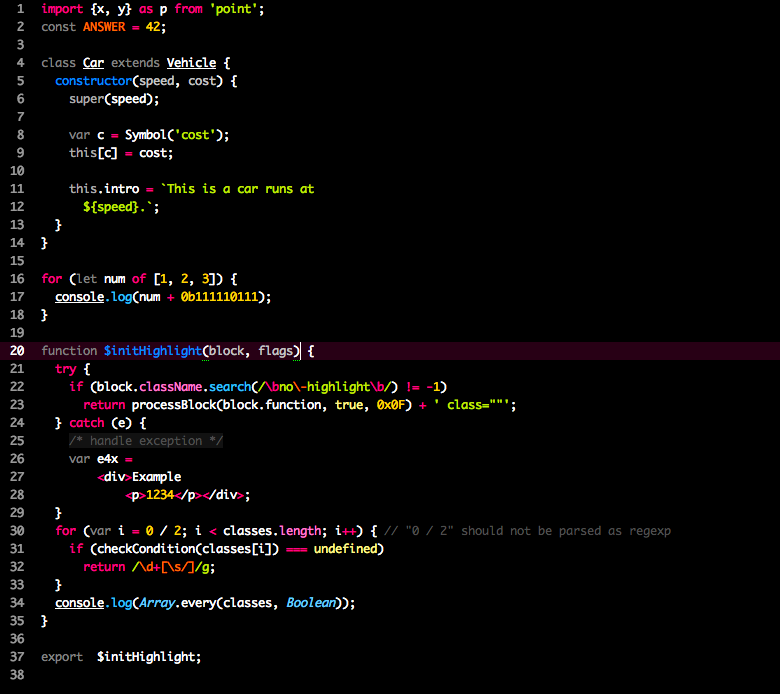 1 import {x, y} as p from 'point';
2 const ANSWER = 42;
3
4 class Car extends Vehicle {
5   constructor(speed, cost) {
6     super(speed);
7
8     var c = Symbol('cost');
9     this[c] = cost;
10
11     this.intro = `This is a car runs at
12       ${speed}.`;
13   }
14 }
15
16 for (let num of [1, 2, 3]) {
17   console.log(num + 0b111110111);
18 }
19
20 function $initHighlight(block, flags) {
21   try {
22     if (block.className.search(/\bno\-highlight\b/) != -1)
23       return processBlock(block.function, true, 0x0F) + ' class=""';
24   } catch (e) {
25     /* handle exception */
26     var e4x =
27         <div>Example
28             <p>1234</p></div>;
29   }
30   for (var i = 0 / 2; i < classes.length; i++) { // "0 / 2" should not be parsed as regexp
31     if (checkCondition(classes[i]) === undefined)
32       return /\d+[\s/]/g;
33   }
34   console.log(Array.every(classes, Boolean));
35 }
36
37 export  $initHighlight;
38